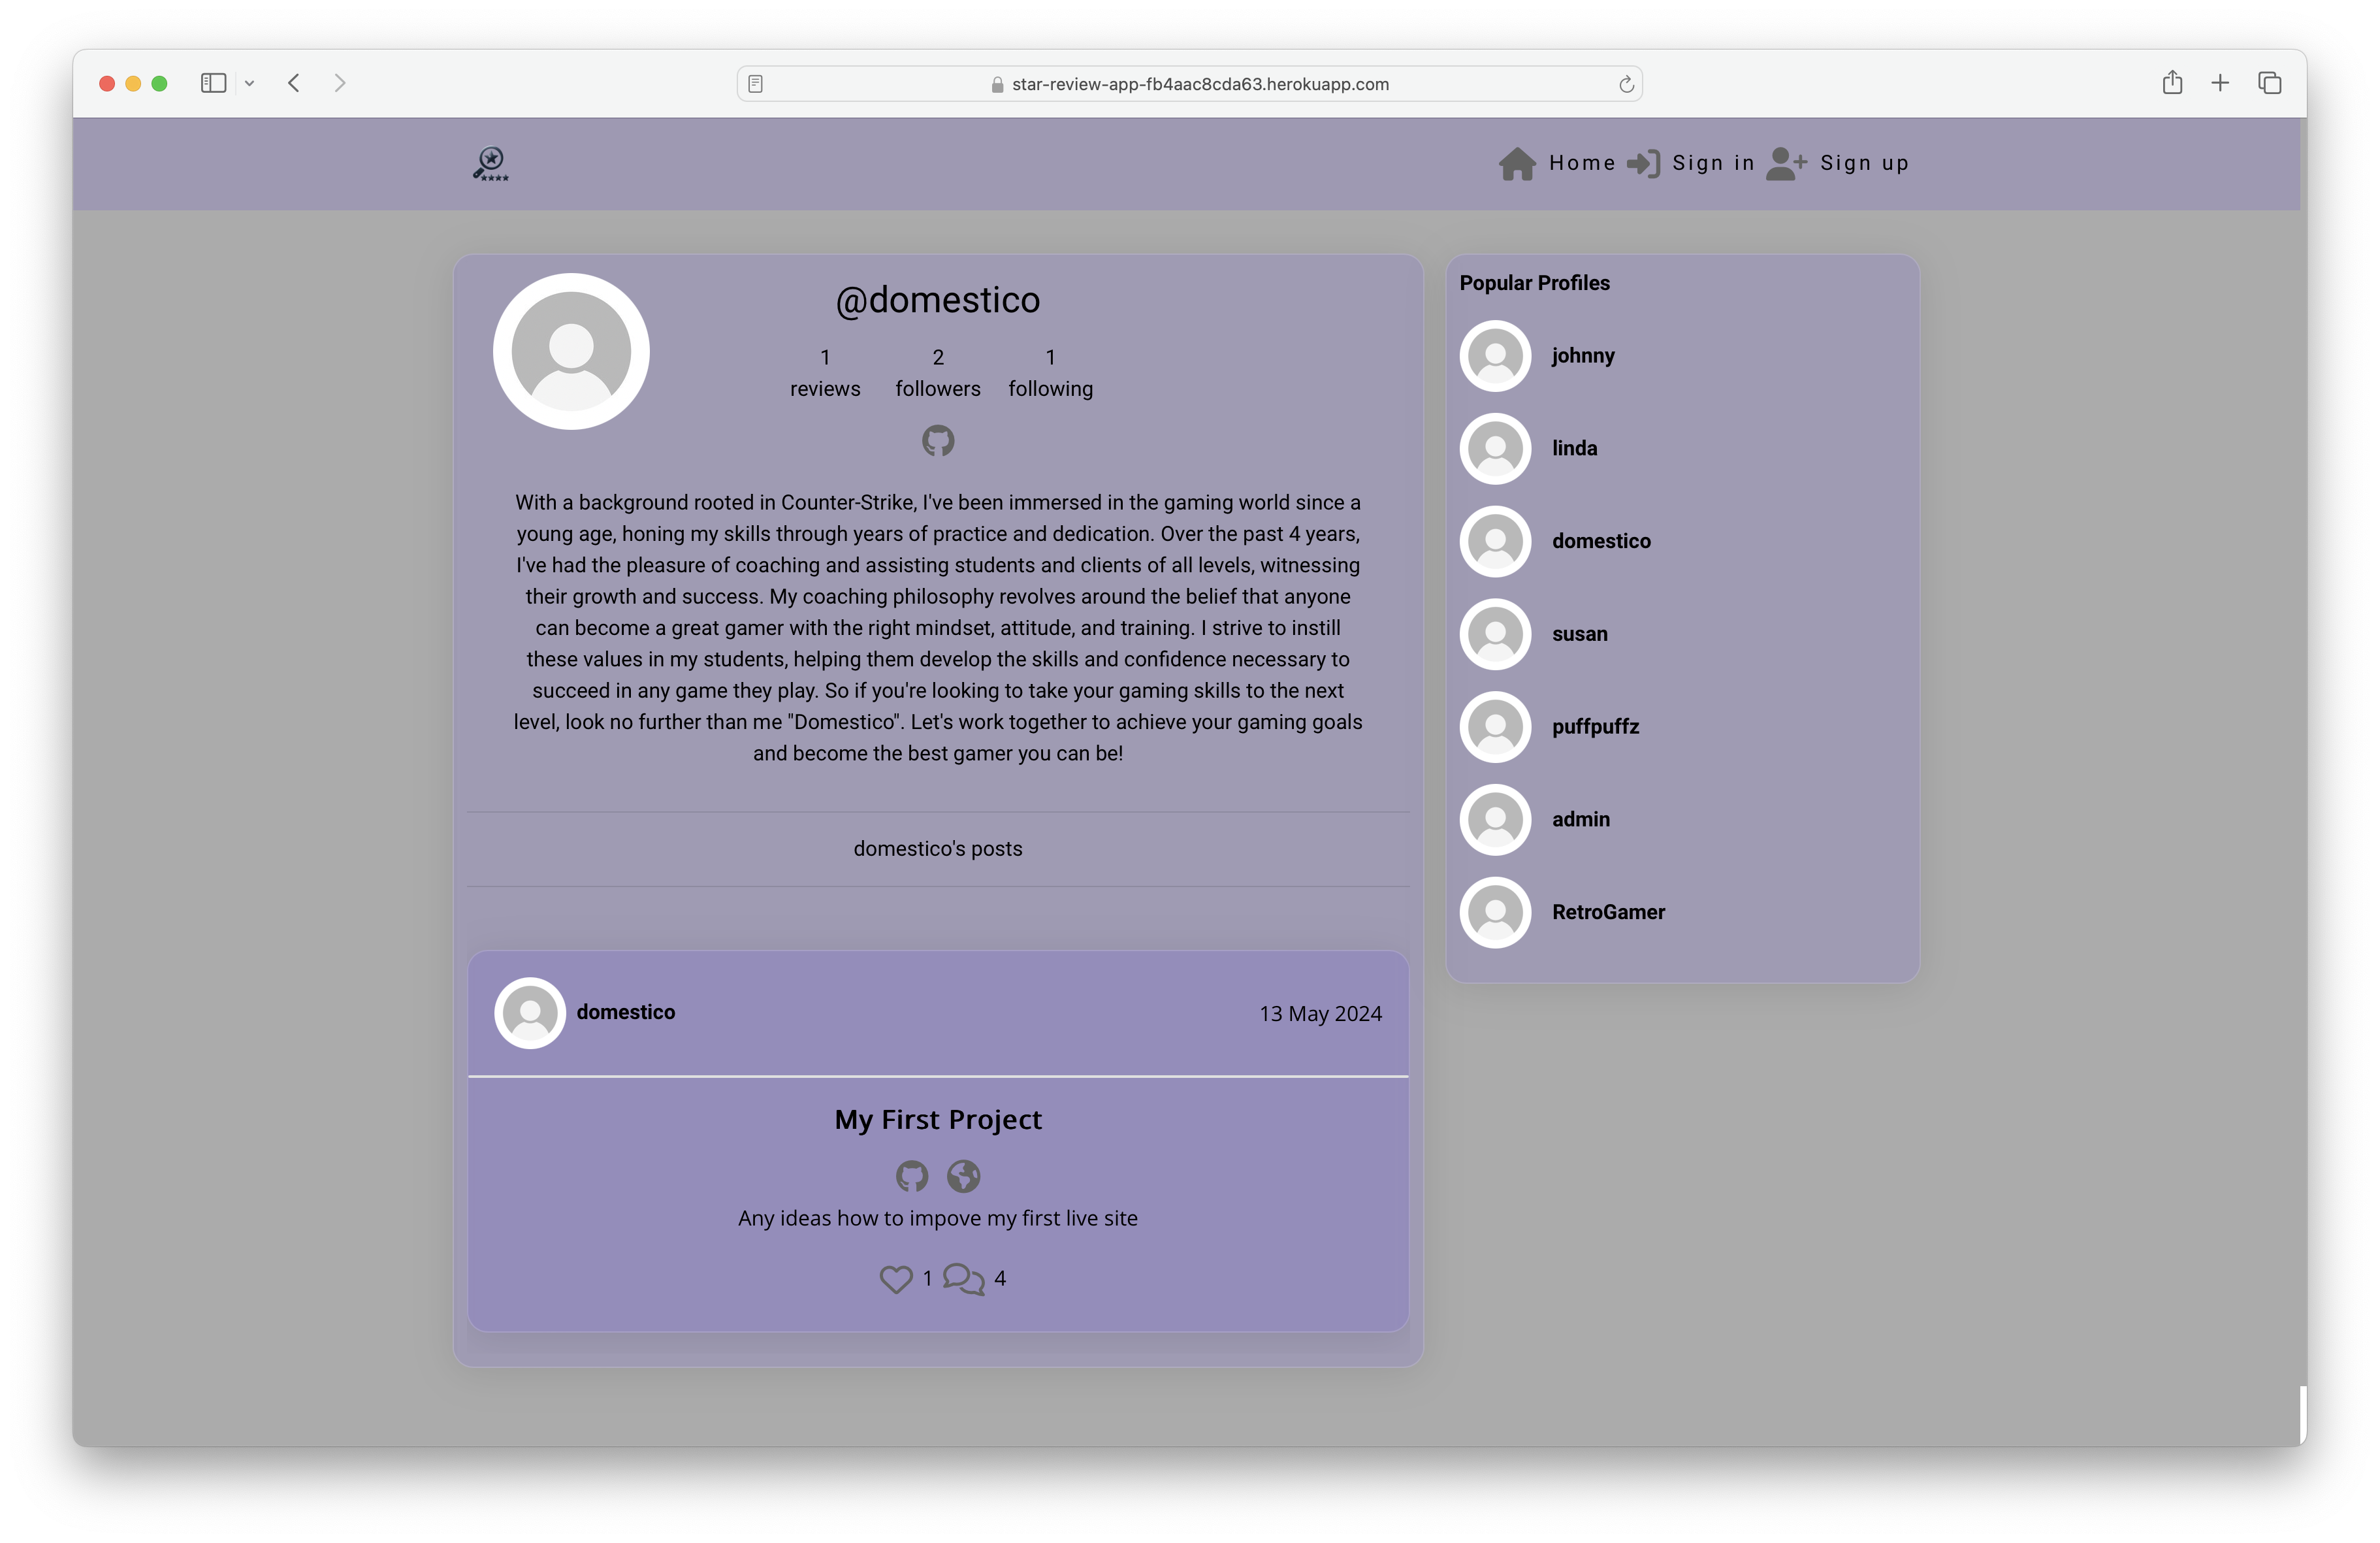 star-review-app-fb4aac8cda63.herokuapp.com
Home Sign in Sign up
@domestico
1 2 1
reviews followers following
With a background rooted in Counter-Strike, I've been immersed in the gaming world since a
young age, honing my skills through years of practice and dedication. Over the past 4 years,
I've had the pleasure of coaching and assisting students and clients of all levels, witnessing
their growth and success. My coaching philosophy revolves around the belief that anyone
can become a great gamer with the right mindset, attitude, and training. I strive to instill
these values in my students, helping them develop the skills and confidence necessary to
succeed in any game they play. So if you're looking to take your gaming skills to the next
level, look no further than me "Domestico". Let's work together to achieve your gaming goals
and become the best gamer you can be!
domestico's posts
domestico 13 May 2024
My First Project
Any ideas how to impove my first live site
1 4
Popular Profiles
johnny
linda
domestico
susan
puffpuffz
admin
RetroGamer